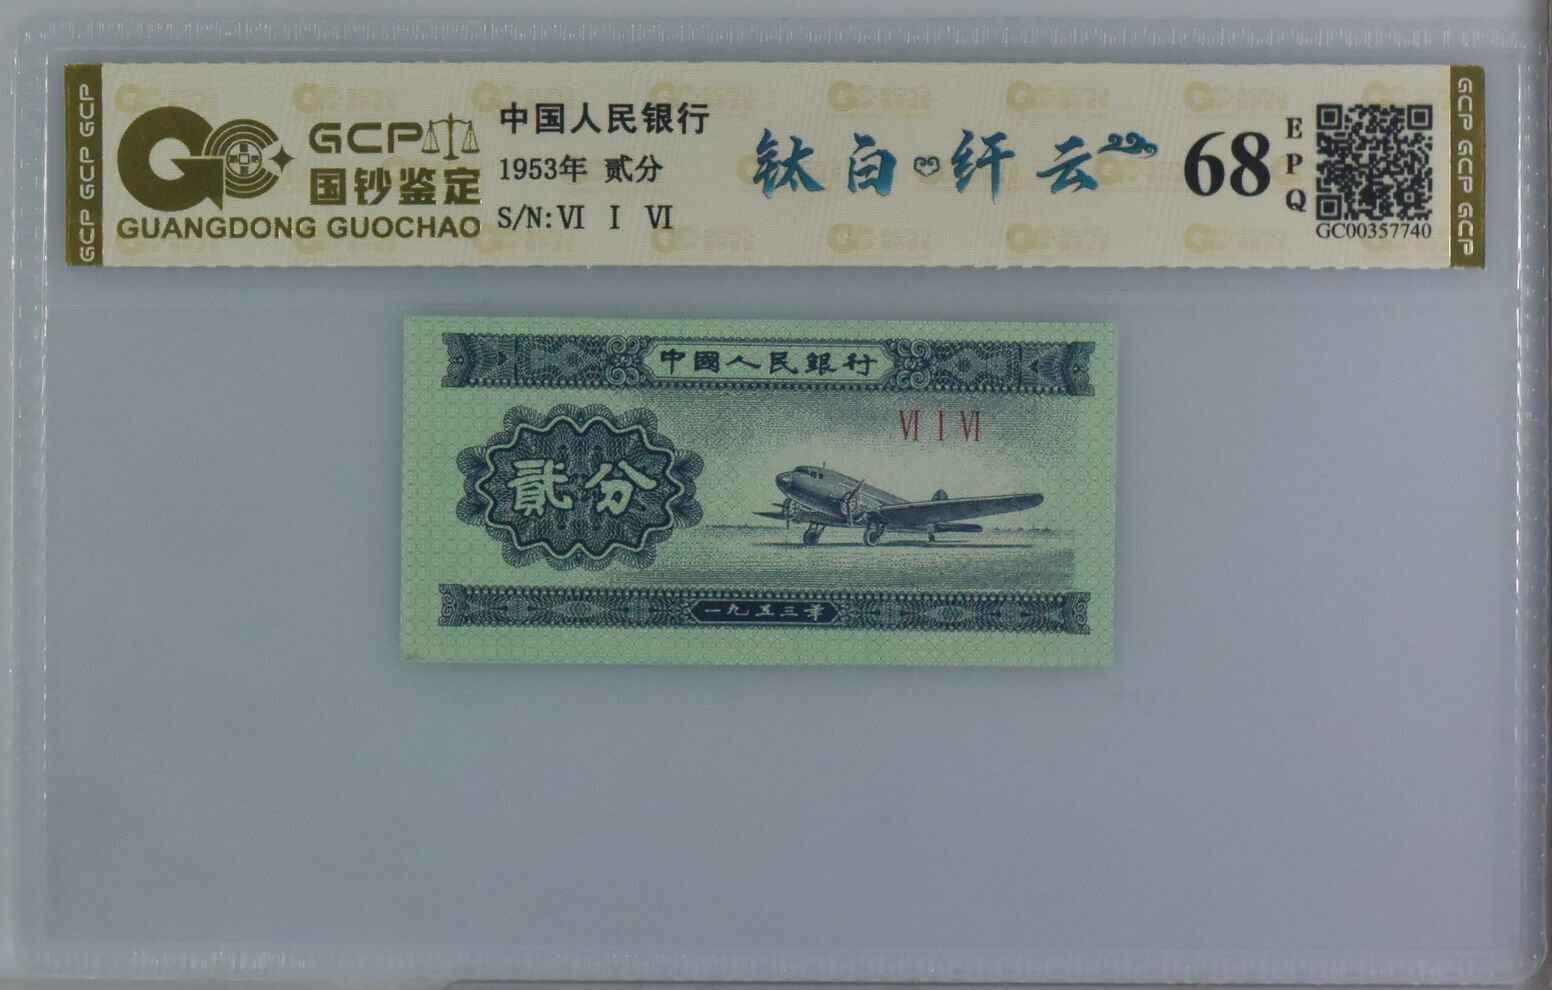 GCP GCP GCP
GCP
国钞鉴定
GUANGDONG GUOCHAO
中国人民银行
1953年 贰分
S/N: VI I VI
钛白·纤云
68
EPQ
GC00357740
GCP GCP GCP
中國人民銀行
VI I VI
貳分
一九五三年